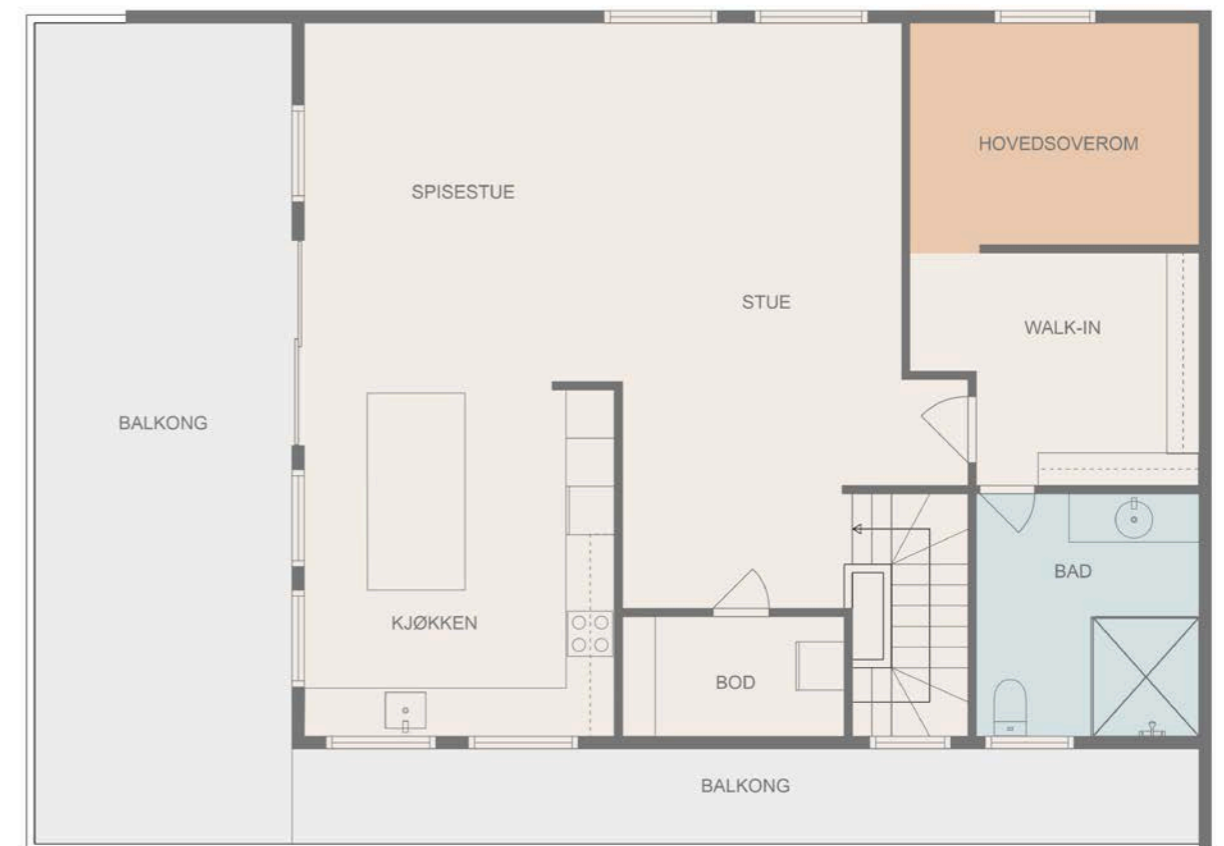 HOVEDSOVEROM
SPISESTUE
STUE
WALK-IN
BALKONG
BAD
KJØKKEN
BOD
BALKONG